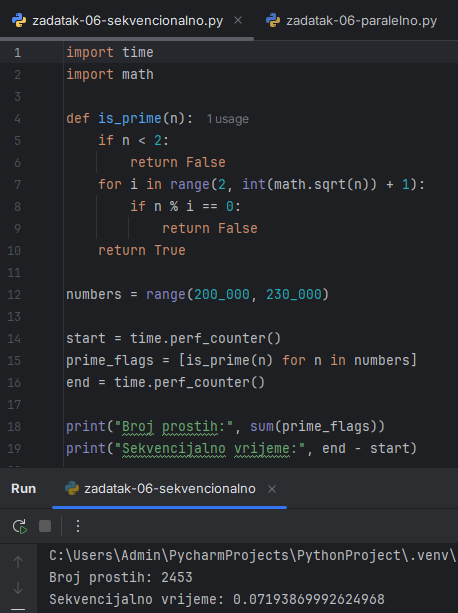 zadatak-06-sekvencionalno.py × zadatak-06-paralelno.py
1 import time
2 import math
3
4 def is_prime(n): 1 usage
5 if n < 2:
6 return False
7 for i in range(2, int(math.sqrt(n)) + 1):
8 if n % i == 0:
9 return False
10 return True
11
12 numbers = range(200_000, 230_000)
13
14 start = time.perf_counter()
15 prime_flags = [is_prime(n) for n in numbers]
16 end = time.perf_counter()
17
18 print("Broj prostih:", sum(prime_flags))
19 print("Sekvencijalno vrijeme:", end - start)
Run zadatak-06-sekvencionalno ×
C:\Users\Admin\PycharmProjects\PythonProject\.venv\
Broj prostih: 2453
Sekvencijalno vrijeme: 0.07193869992624968